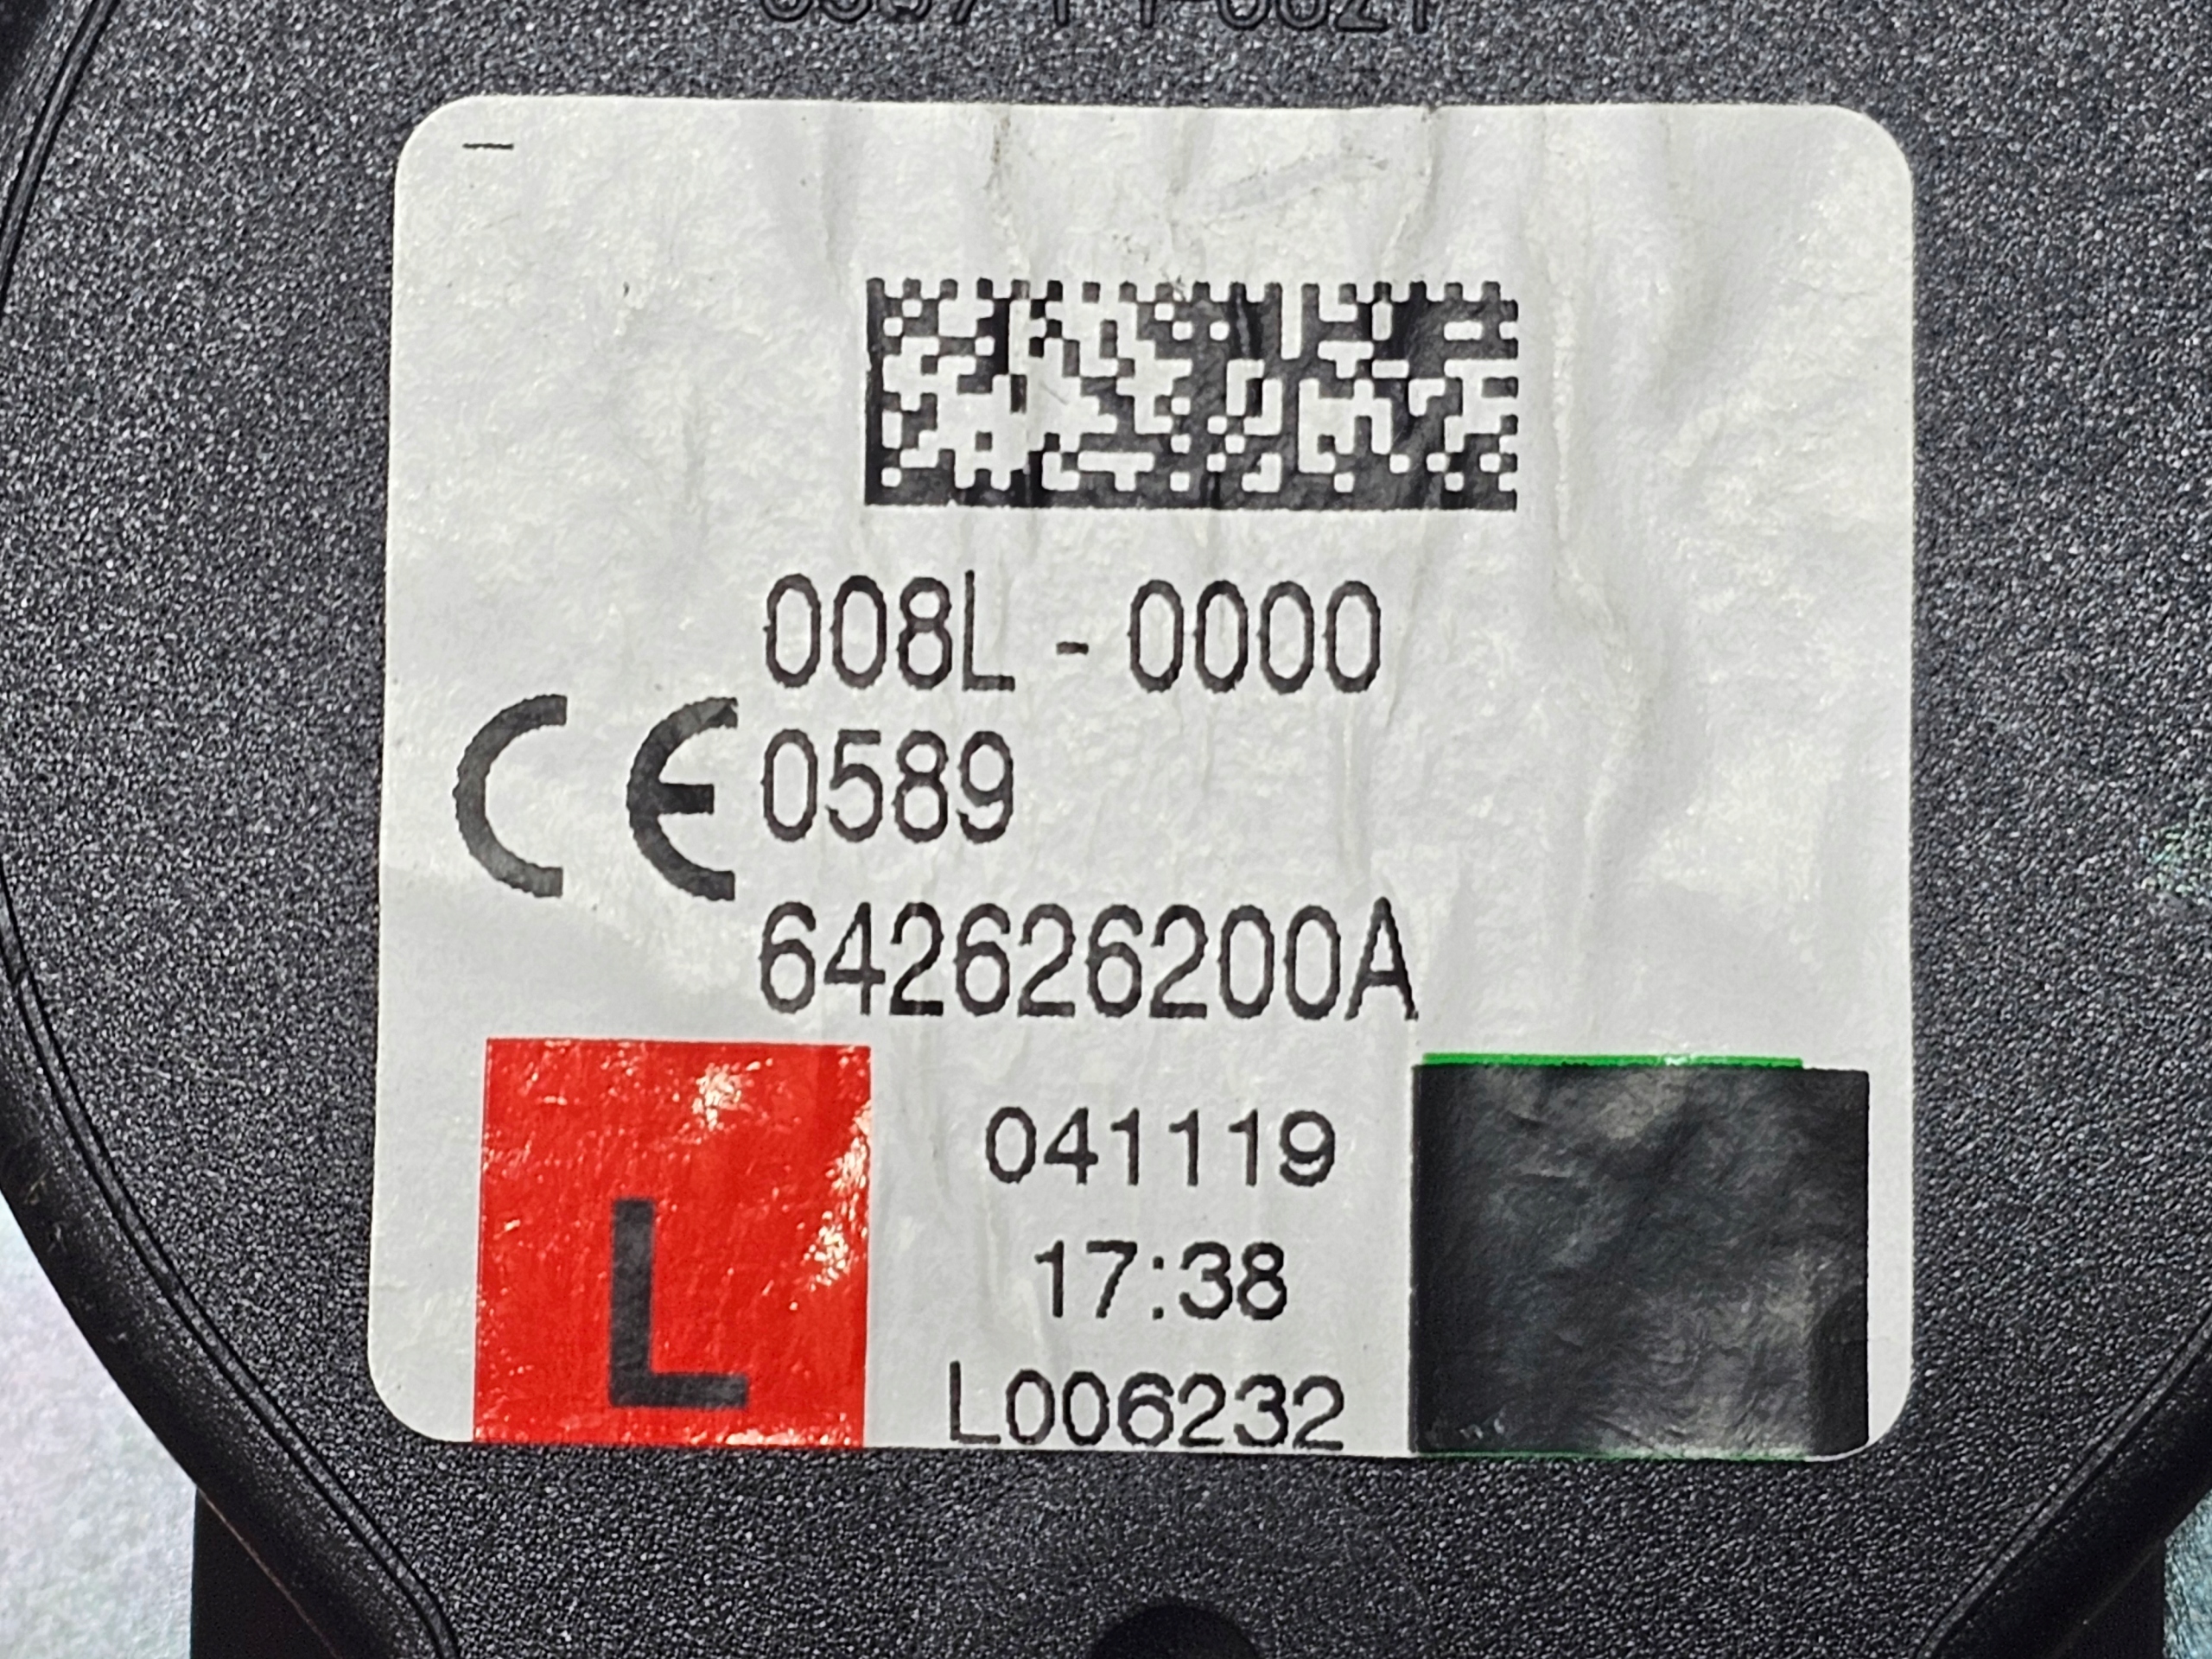 008L - 0000
CE 0589
642626200A
L
041119
17:38
L006232